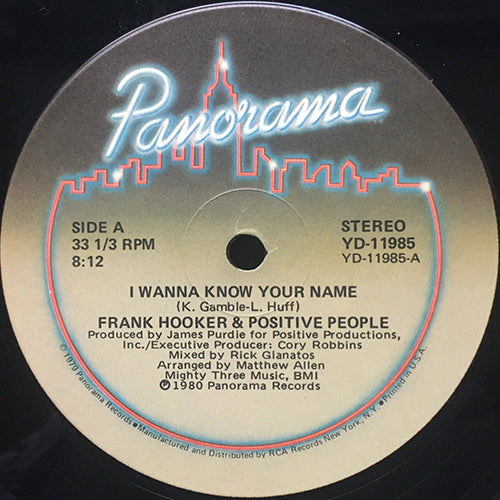 Panorama
SIDE A
33 1/3 RPM
8:12
STEREO
YD-11985
YD-11985-A
I WANNA KNOW YOUR NAME
(K. Gamble-L. Huff)
FRANK HOOKER & POSITIVE PEOPLE
Produced by James Purdie for Positive Productions,
Inc./Executive Producer: Cory Robbins
Mixed by Rick Gianatos
Arranged by Matthew Allen
Mighty Three Music, BMI
℗1980 Panorama Records
©1979 Panorama Records ● Manufactured and Distributed by RCA Records New York, N.Y. ● Printed in U.S.A.